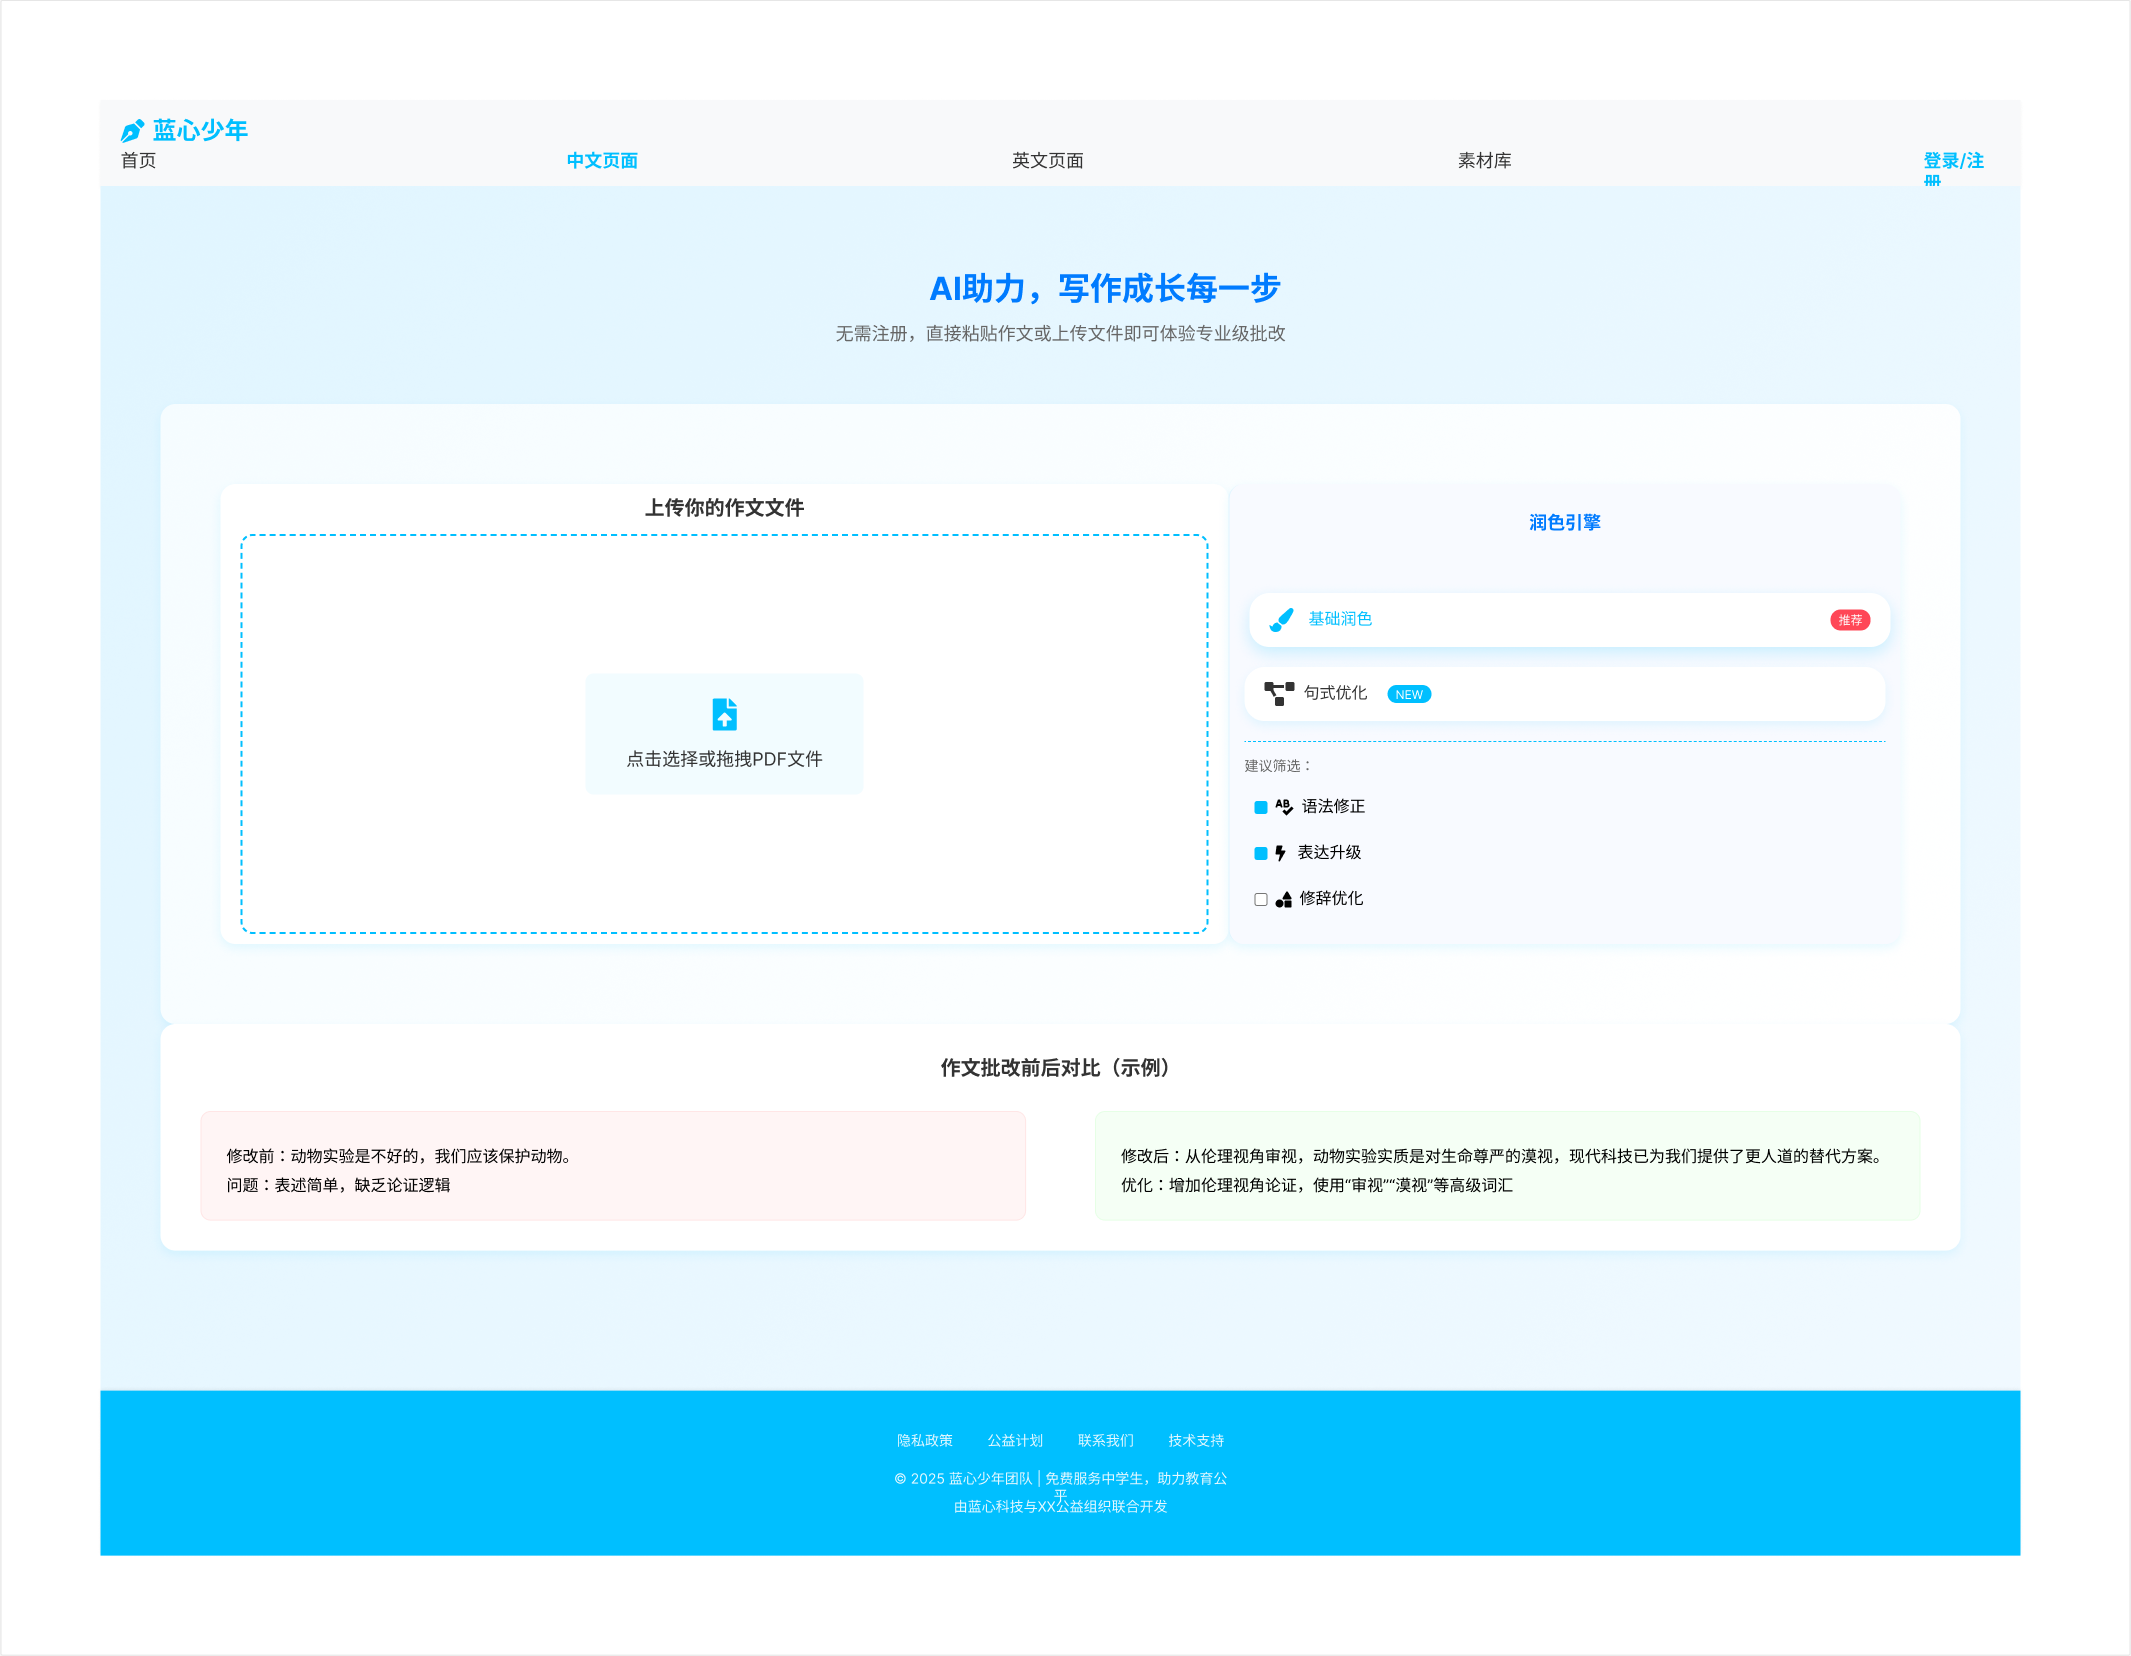 蓝心少年
首页
中文页面
英文页面
素材库
登录/注
册
AI助力，写作成长每一步
无需注册，直接粘贴作文或上传文件即可体验专业级批改
上传你的作文文件
点击选择或拖拽PDF文件
润色引擎
基础润色
推荐
句式优化
NEW
建议筛选：
语法修正
表达升级
修辞优化
作文批改前后对比（示例）
修改前：动物实验是不好的，我们应该保护动物。
问题：表述简单，缺乏论证逻辑
修改后：从伦理视角审视，动物实验实质是对生命尊严的漠视，现代科技已为我们提供了更人道的替代方案。
优化：增加伦理视角论证，使用“审视”“漠视”等高级词汇
隐私政策
公益计划
联系我们
技术支持
© 2025 蓝心少年团队 | 免费服务中学生，助力教育公
平
由蓝心科技与XX公益组织联合开发